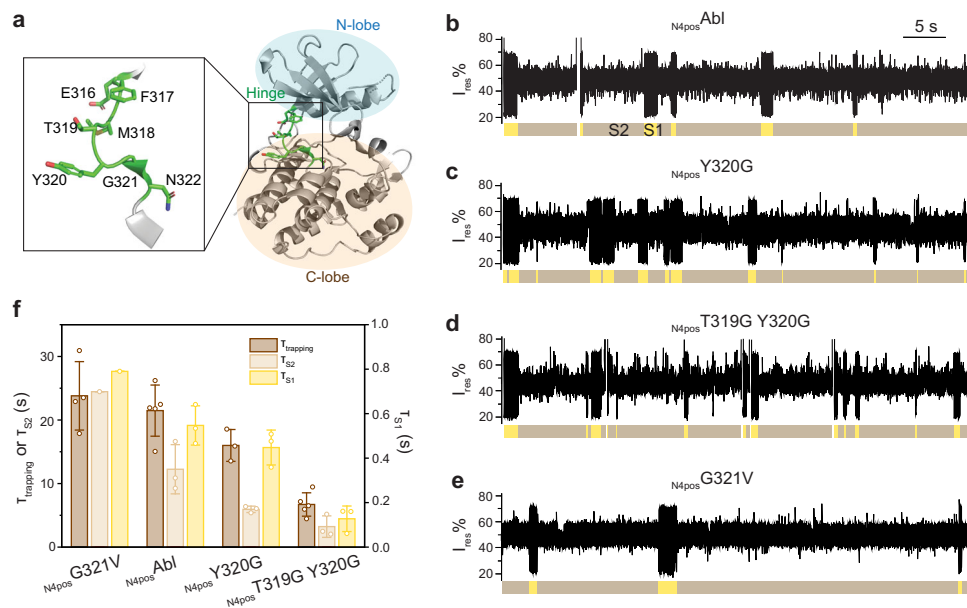 a
N-lobe
Hinge
E316
F317
T319
M318
Y320
G321
N322
C-lobe
b
N4posAbl
5 s
Ires%
80
60
40
20
S2
S1
c
N4posY320G
Ires%
80
60
40
20
d
N4posT319G Y320G
Ires%
80
60
40
20
e
N4posG321V
Ires%
80
60
40
20
f
τtrapping or τS2 (s)
30
20
10
0
τtrapping
τS2
τS1
1.0
0.8
0.6
0.4
0.2
0.0
τS1 (s)
N4posG321V
N4posAbl
N4posY320G
N4posT319G Y320G